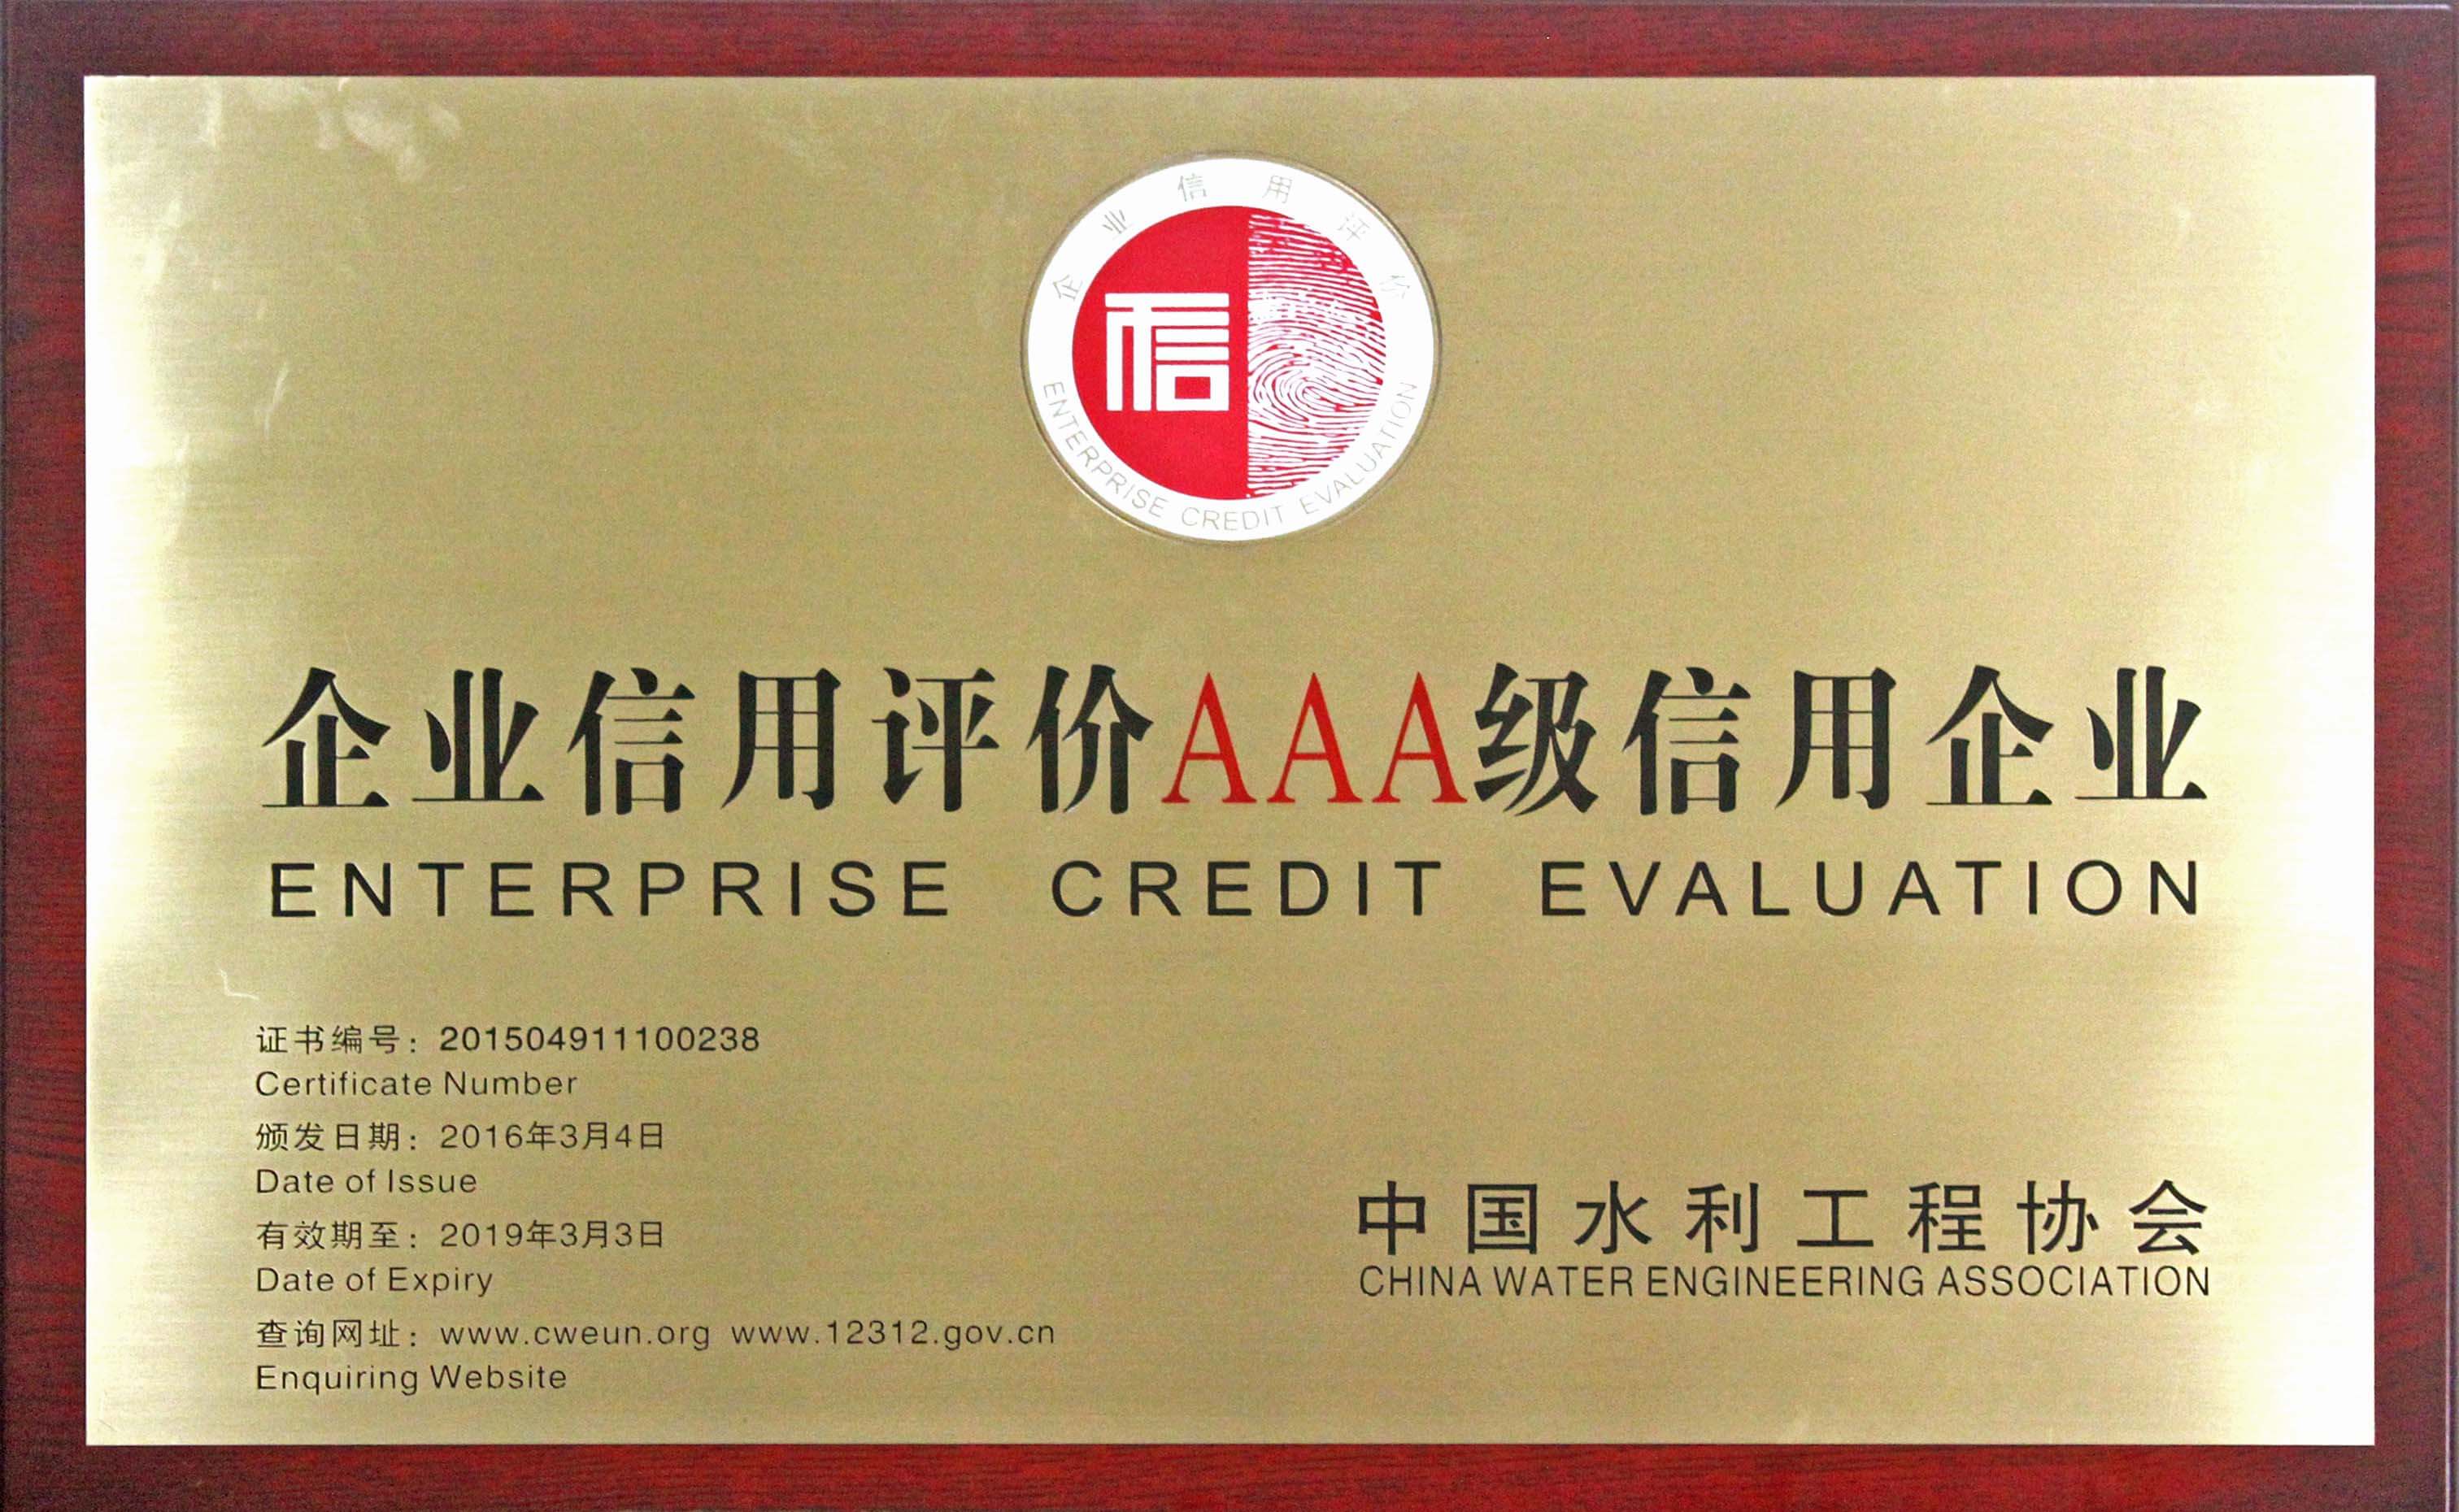 企业信用评价
信
ENTERPRISE CREDIT EVALUATION
企业信用评价AAA级信用企业
ENTERPRISE CREDIT EVALUATION
证书编号：201504911100238
Certificate Number
颁发日期：2016年3月4日
Date of Issue
有效期至：2019年3月3日
Date of Expiry
查询网址：www.cweun.org www.12312.gov.cn
Enquiring Website
中国水利工程协会
CHINA WATER ENGINEERING ASSOCIATION